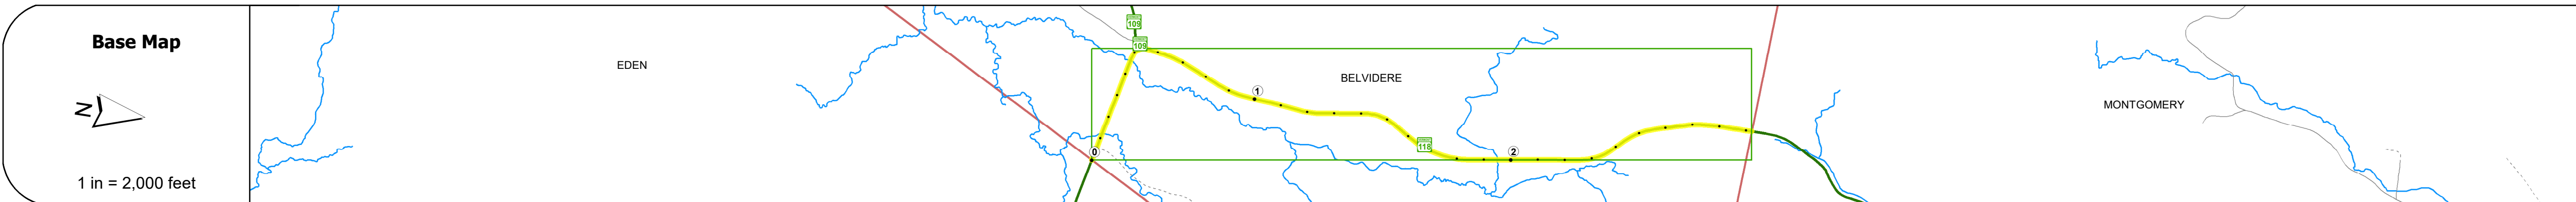 Base Map
N
1 in = 2,000 feet
EDEN
109
109
BELVIDERE
1
118
0
2
MONTGOMERY